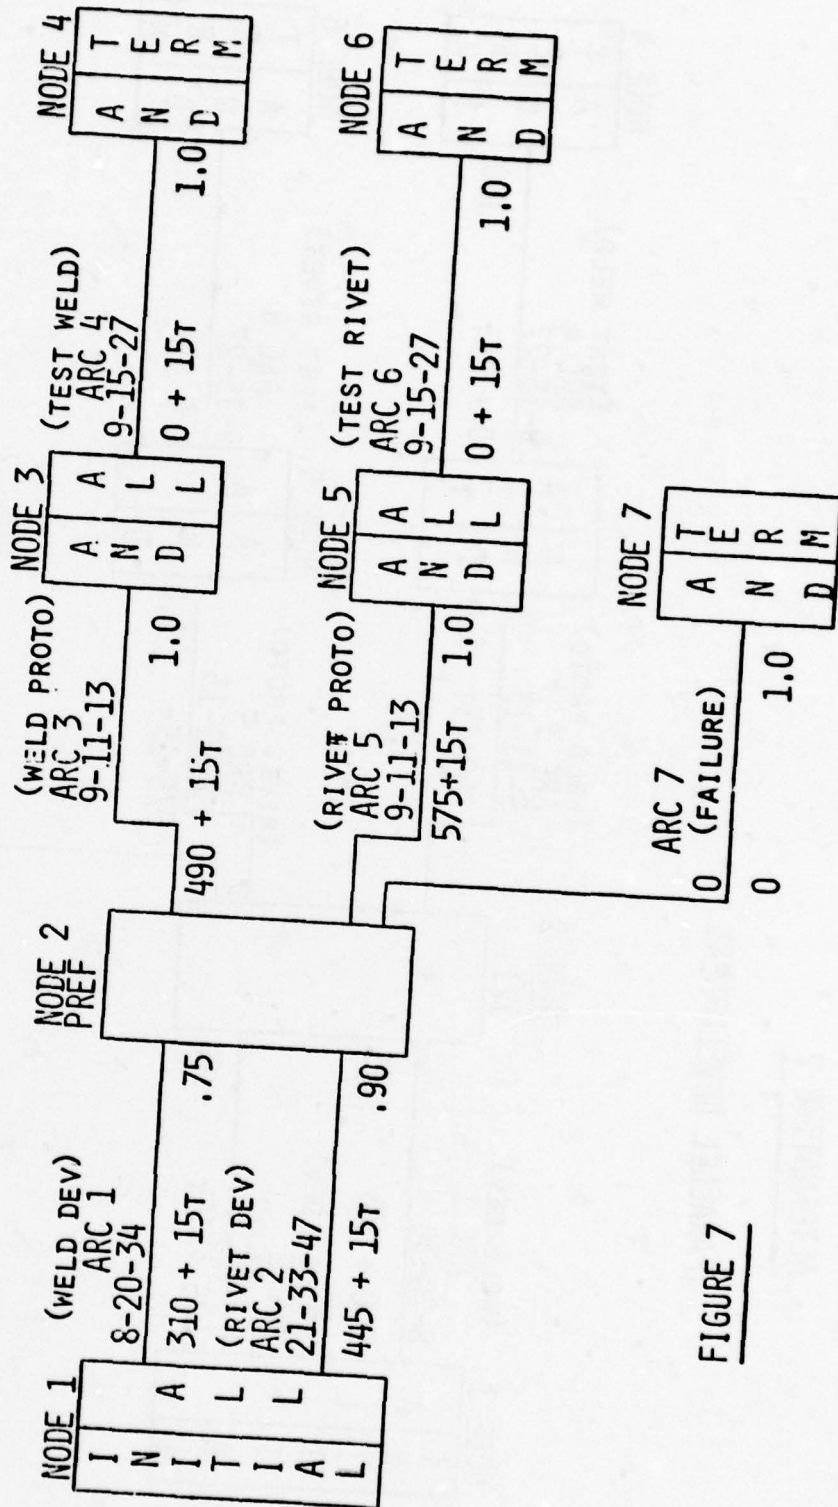 NODE 1
INITIAL
ALL
(WELD DEV)
ARC 1
8-20-34
310 + 15T
.75
(RIVET DEV)
ARC 2
21-33-47
445 + 15T
.90
NODE 2
PREF
(WELD PROTO)
ARC 3
9-11-13
490 + 15T
1.0
NODE 3
AND
ALL
(TEST WELD)
ARC 4
9-15-27
0 + 15T
1.0
NODE 4
AND
TERM
(RIVET PROTO)
ARC 5
9-11-13
575+15T
1.0
NODE 5
AND
ALL
(TEST RIVET)
ARC 6
9-15-27
0 + 15T
1.0
NODE 6
AND
TERM
ARC 7
(FAILURE)
0
0
1.0
NODE 7
AND
TERM
FIGURE 7